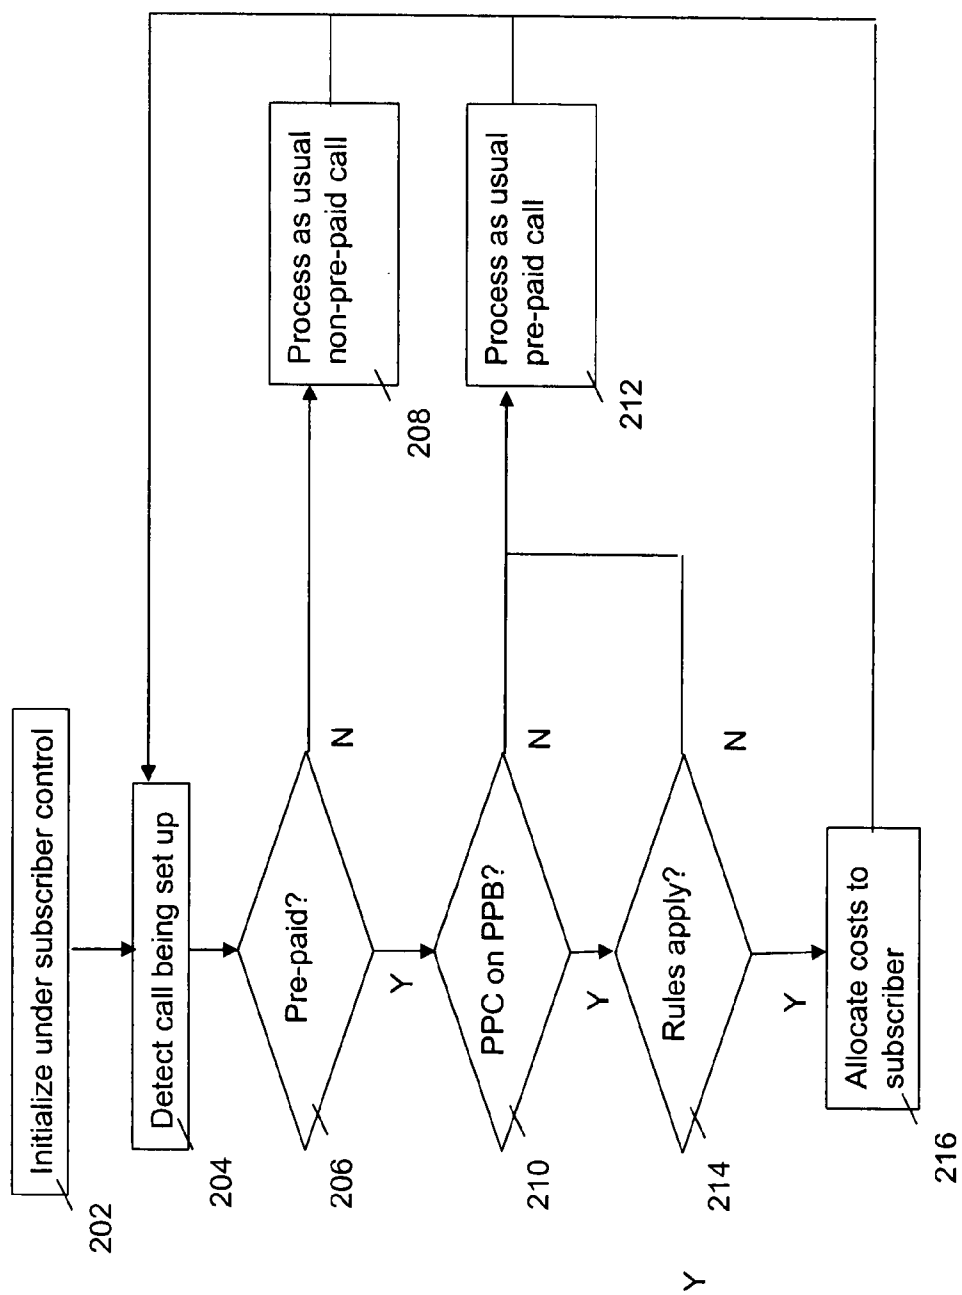 Initialize under subscriber control
202
Detect call being set up
204
Pre-paid?
206
N
Y
Process as usual
non-pre-paid call
208
PPC on PPB?
210
N
Y
Process as usual
pre-paid call
212
Rules apply?
214
N
Y
Y
Allocate costs to
subscriber
216